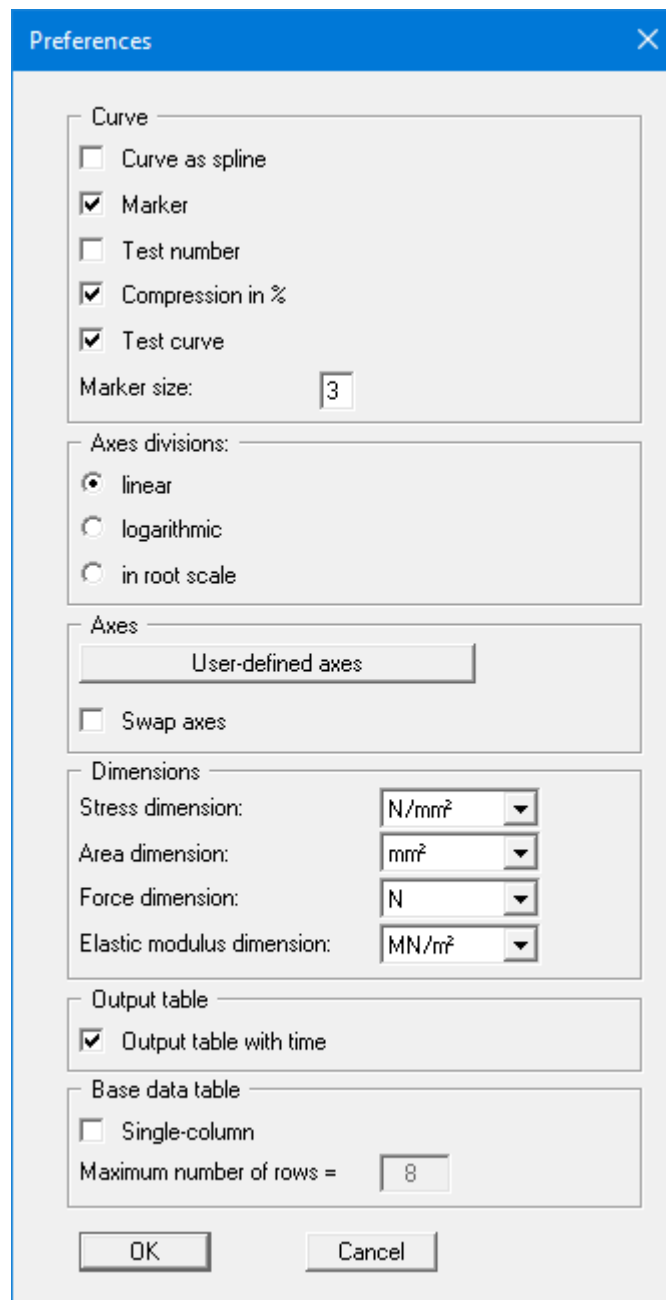 Preferences
Curve
Curve as spline
Marker
Test number
Compression in %
Test curve
Marker size: 3
Axes divisions:
linear
logarithmic
in root scale
Axes
User-defined axes
Swap axes
Dimensions
Stress dimension: N/mm²
Area dimension: mm²
Force dimension: N
Elastic modulus dimension: MN/m²
Output table
Output table with time
Base data table
Single-column
Maximum number of rows = 8
OK Cancel